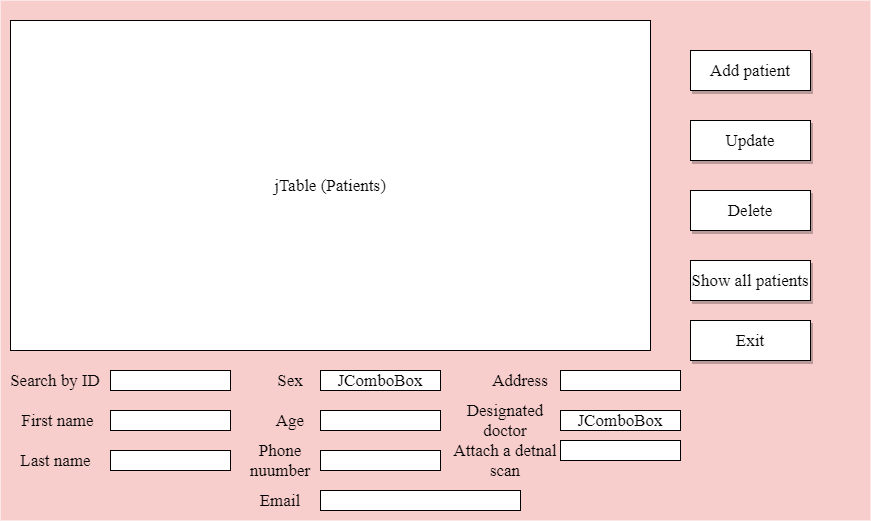 jTable (Patients)
Add patient
Update
Delete
Show all patients
Exit
Search by ID
Sex
JComboBox
Address
First name
Age
Designated
doctor
JComboBox
Last name
Phone
nuumber
Attach a detnal
scan
Email